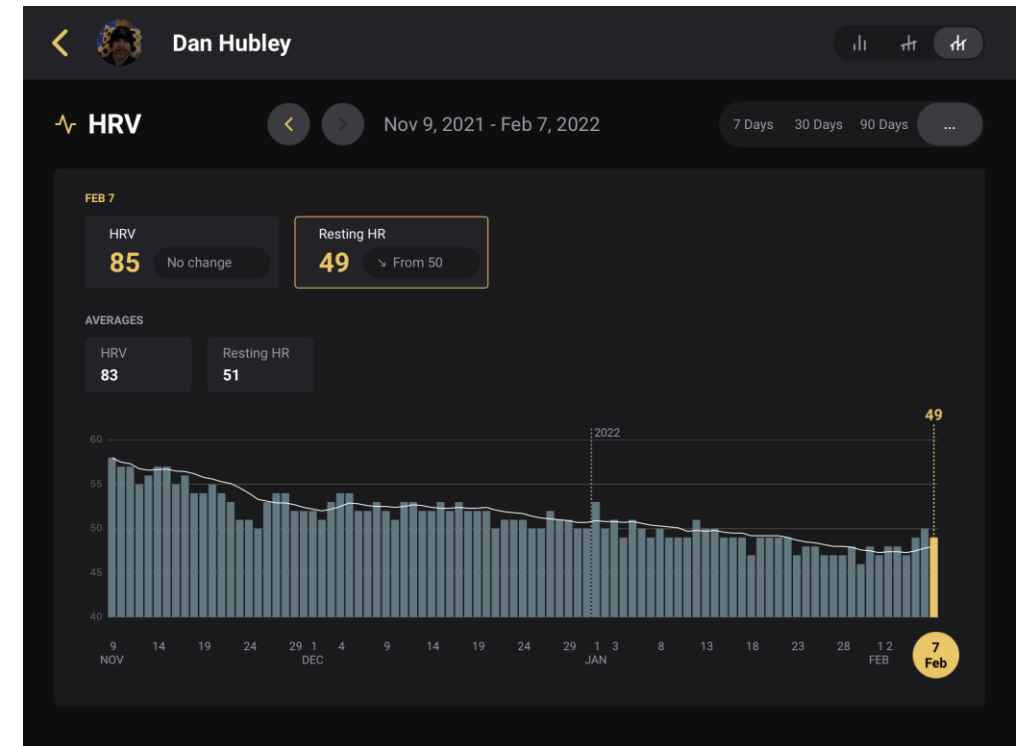 Dan Hubley
HRV
Nov 9, 2021 - Feb 7, 2022
7 Days 30 Days 90 Days ...
FEB 7
HRV
85 No change
Resting HR
49 ↘ From 50
AVERAGES
HRV
83
Resting HR
51
49
2022
60
55
50
45
40
9 14 19 24 29 1 4 9 14 19 24 29 1 3 8 13 18 23 28 1 2 7
NOV DEC JAN FEB Feb